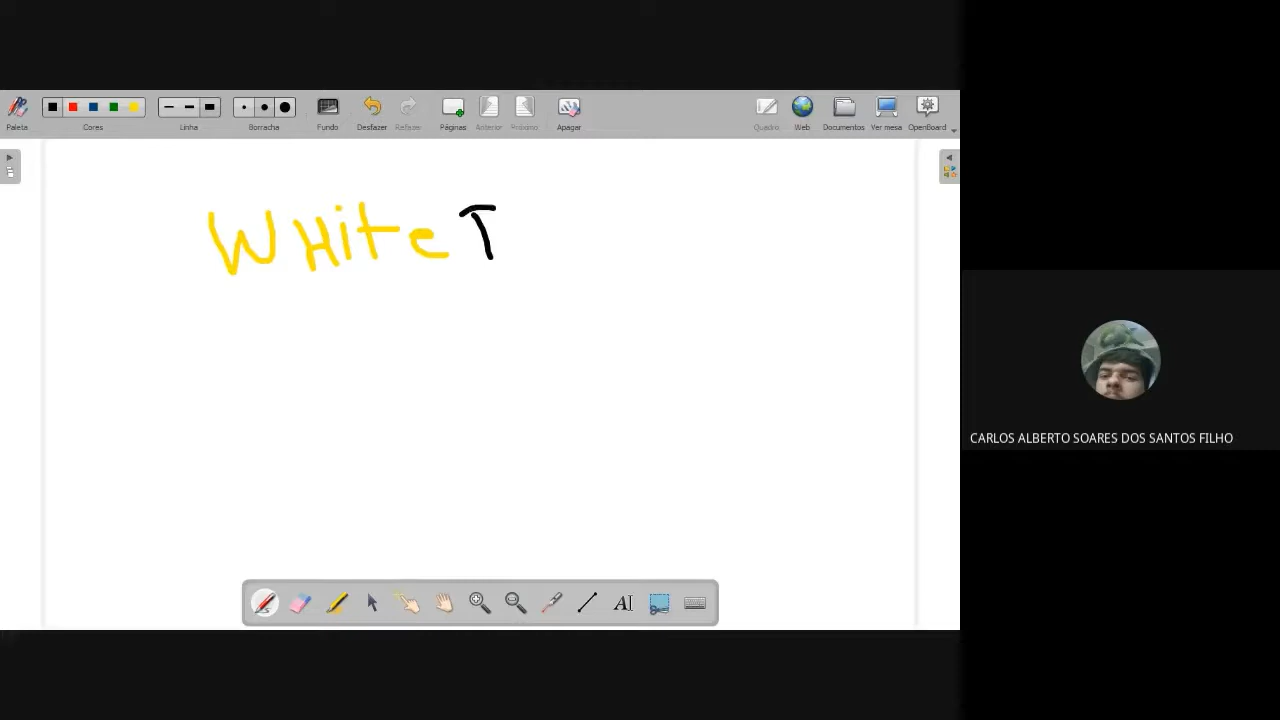 Paleta Cores Linha Borracha Fundo Desfazer Refazer Páginas Anterior Próximo Apagar Quadro Web Documentos Ver mesa OpenBoard
WHite T
CARLOS ALBERTO SOARES DOS SANTOS FILHO
AI